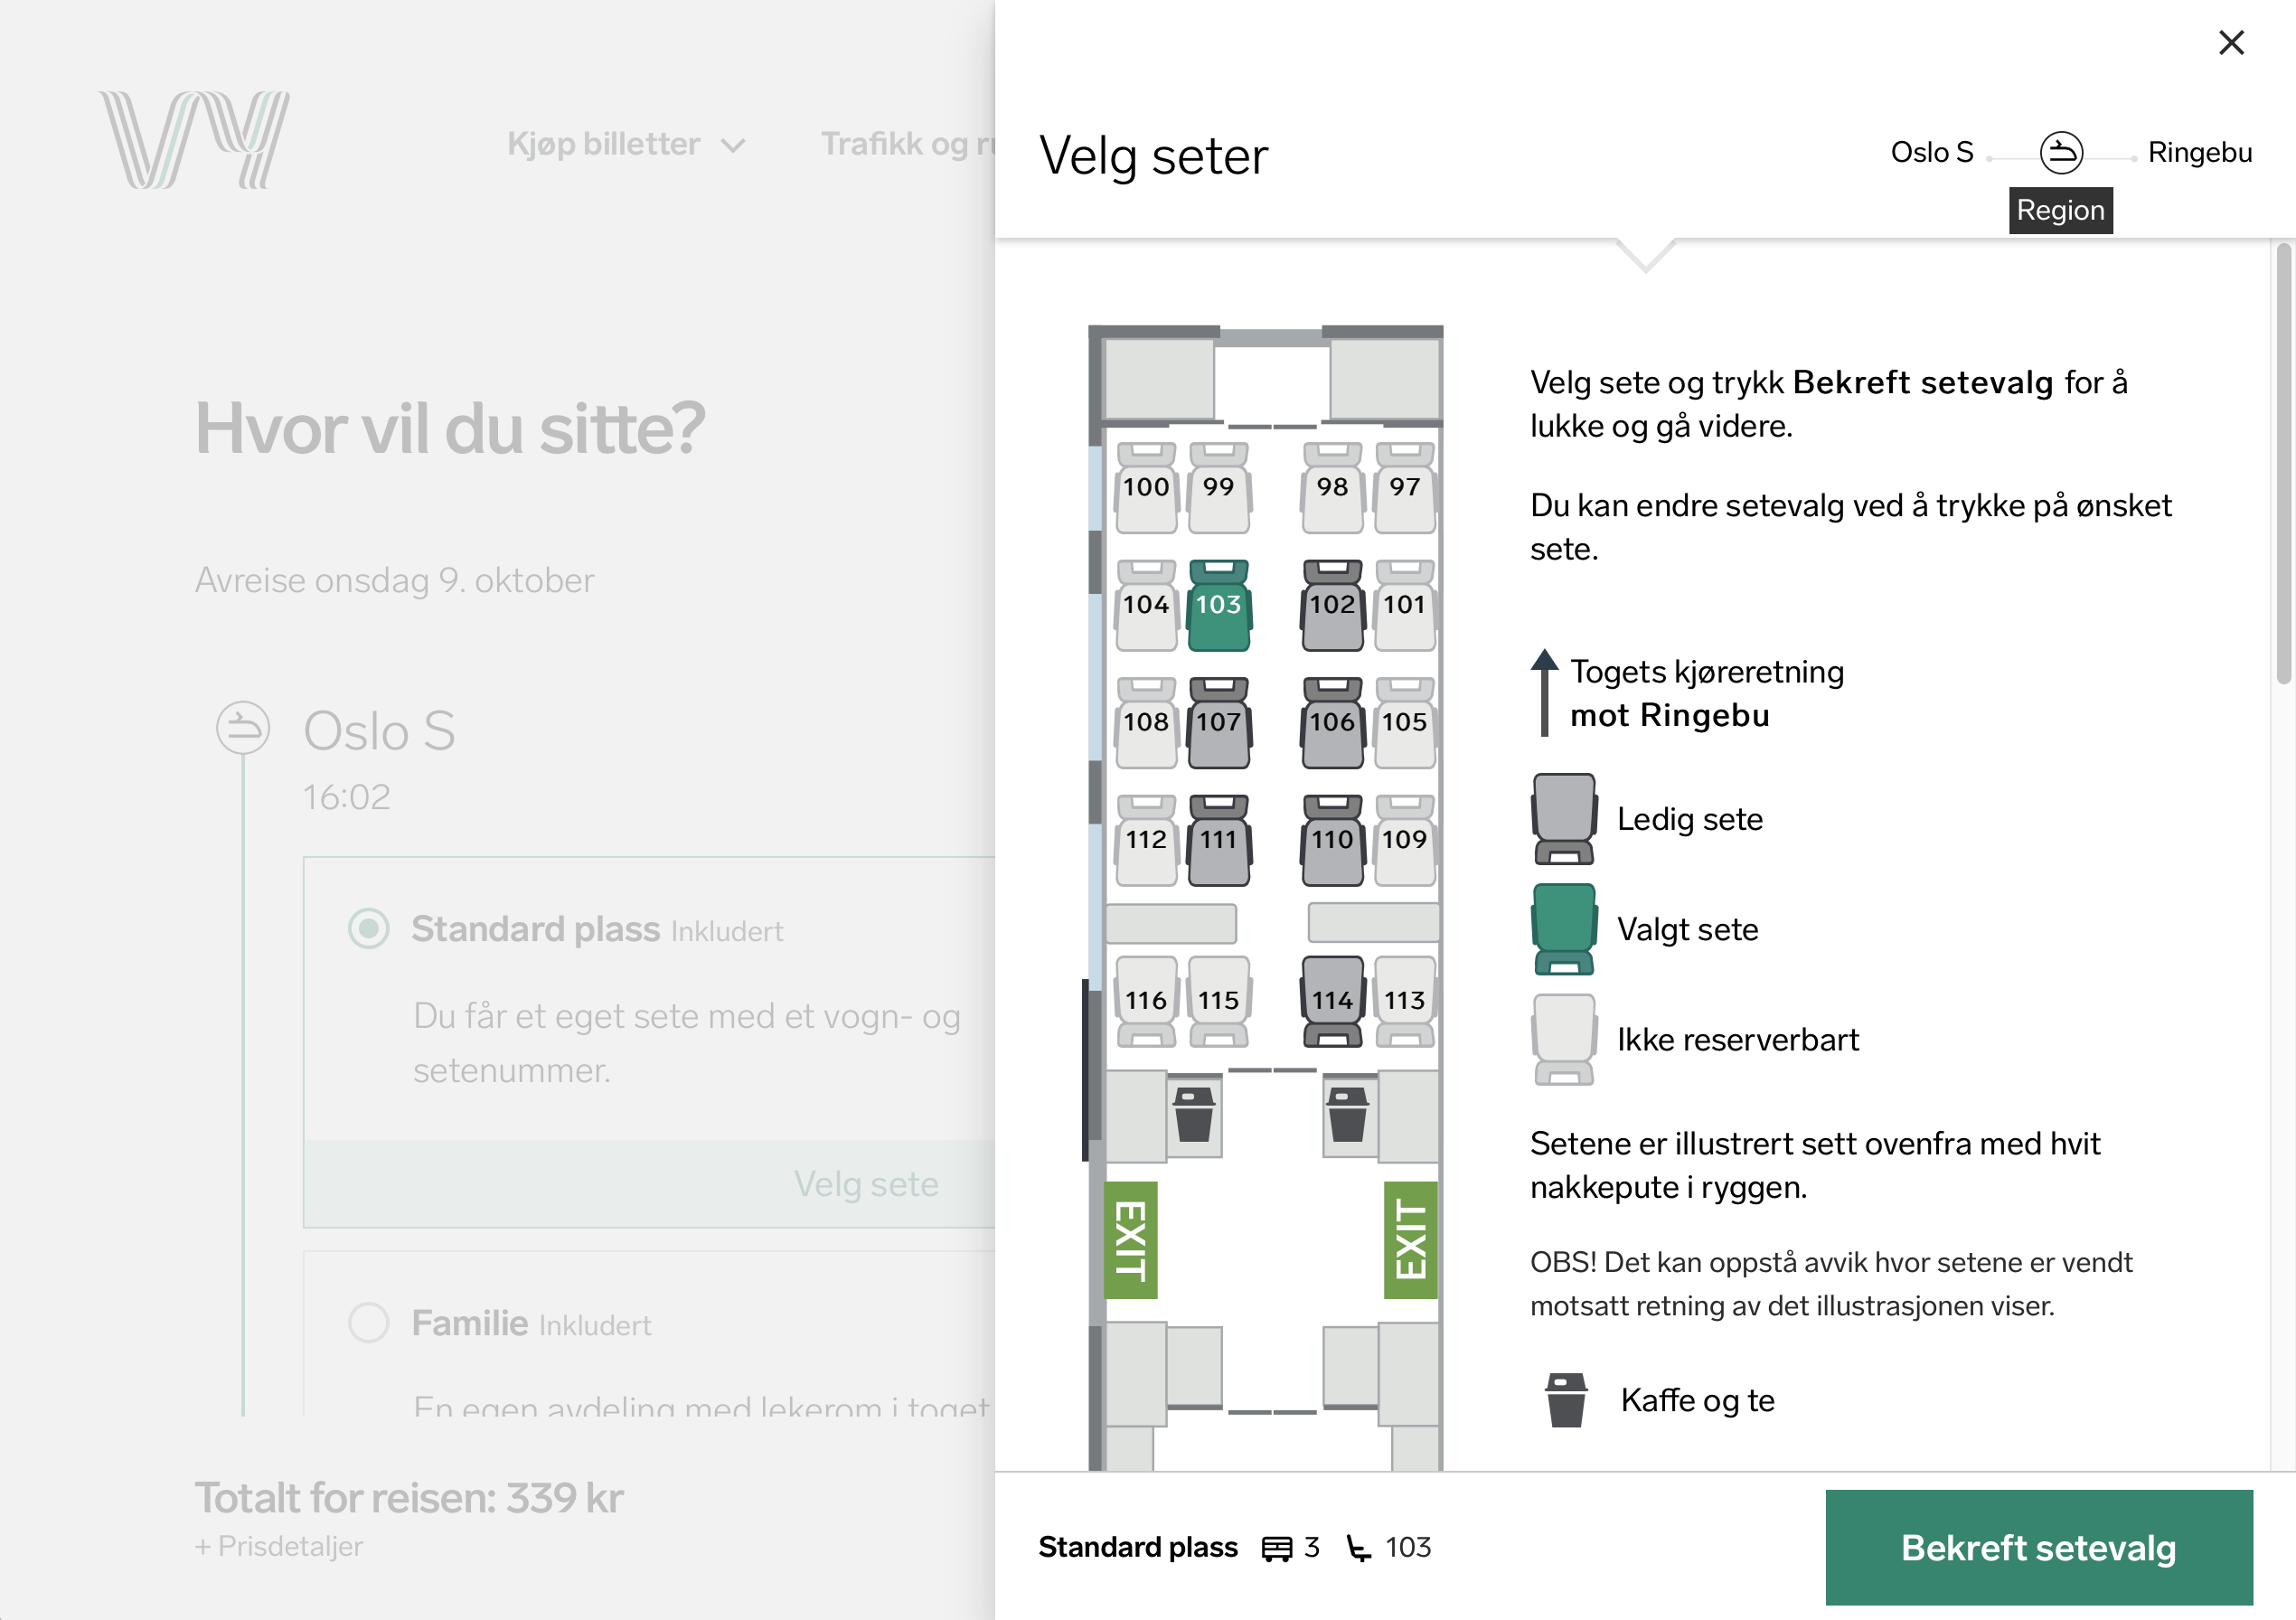 VY
Kjøp billetter
Trafikk og ru
Hvor vil du sitte?
Avreise onsdag 9. oktober
Oslo S
16:02
Standard plass Inkludert
Du får et eget sete med et vogn- og
setenummer.
Velg sete
Familie Inkludert
En egen avdeling med lekerom i toget
Totalt for reisen: 339 kr
+ Prisdetaljer
Velg seter
Oslo S
Ringebu
Region
100 99 98 97
104 103 102 101
108 107 106 105
112 111 110 109
116 115 114 113
EXIT
EXIT
Velg sete og trykk Bekreft setevalg for å
lukke og gå videre.
Du kan endre setevalg ved å trykke på ønsket
sete.
Togets kjøreretning
mot Ringebu
Ledig sete
Valgt sete
Ikke reserverbart
Setene er illustrert sett ovenfra med hvit
nakkepute i ryggen.
OBS! Det kan oppstå avvik hvor setene er vendt
motsatt retning av det illustrasjonen viser.
Kaffe og te
Standard plass 3 103
Bekreft setevalg